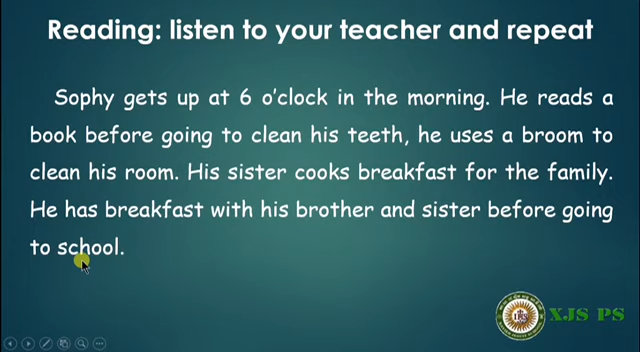 Reading: listen to your teacher and repeat
Sophy gets up at 6 o'clock in the morning. He reads a
book before going to clean his teeth, he uses a broom to
clean his room. His sister cooks breakfast for the family.
He has breakfast with his brother and sister before going
to school.
IHS
XJS PS